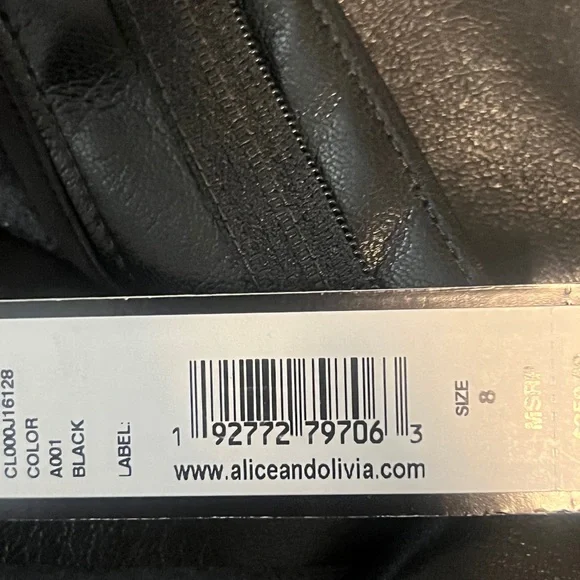 CL000J16128
COLOR
A001
BLACK
LABEL:
1 92772 79706 3
www.aliceandolivia.com
SIZE
8
MSRP